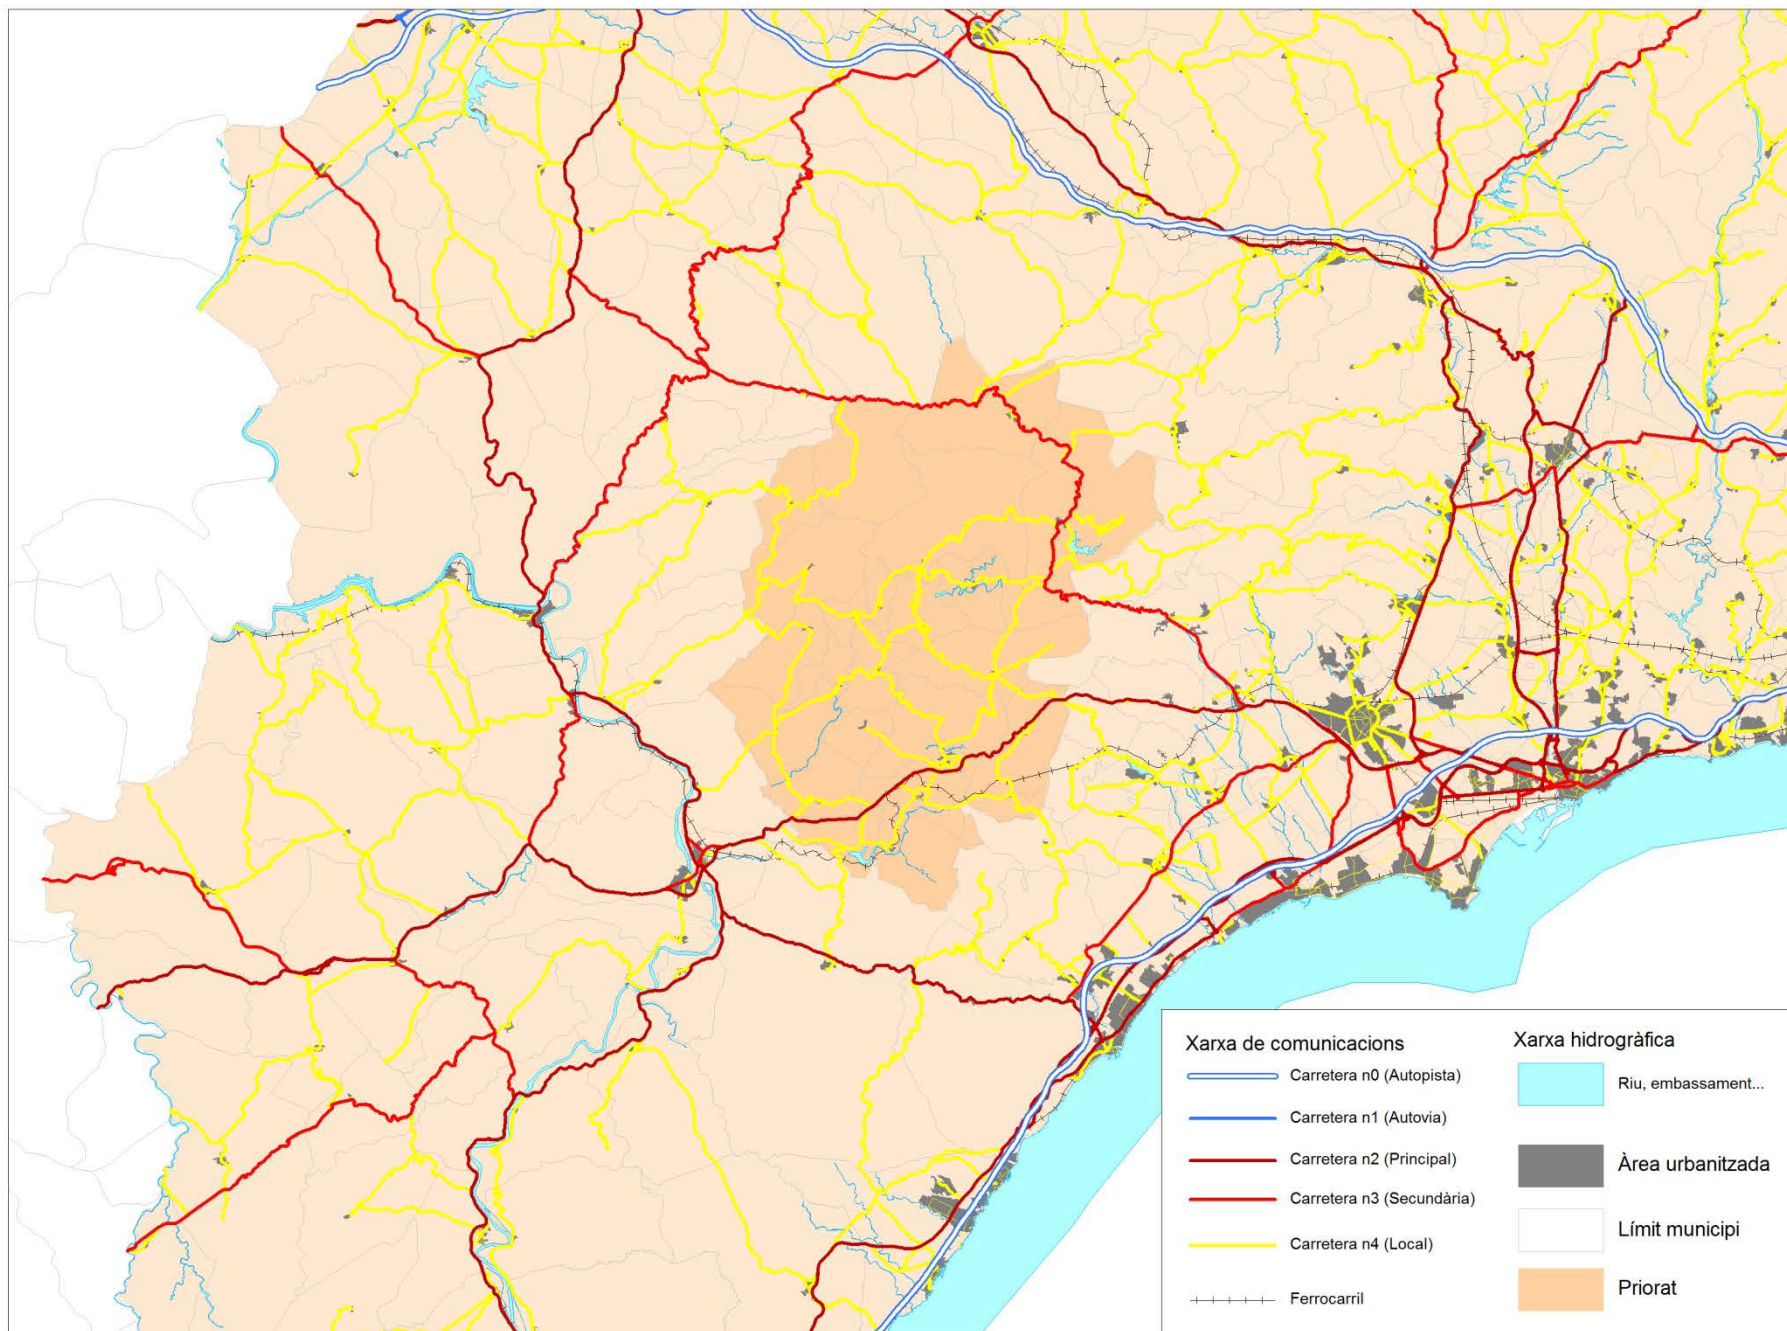 Xarxa de comunicacions
Carretera n0 (Autopista)
Carretera n1 (Autovia)
Carretera n2 (Principal)
Carretera n3 (Secundària)
Carretera n4 (Local)
Ferrocarril
Xarxa hidrogràfica
Riu, embassament...
Àrea urbanitzada
Límit municipi
Priorat